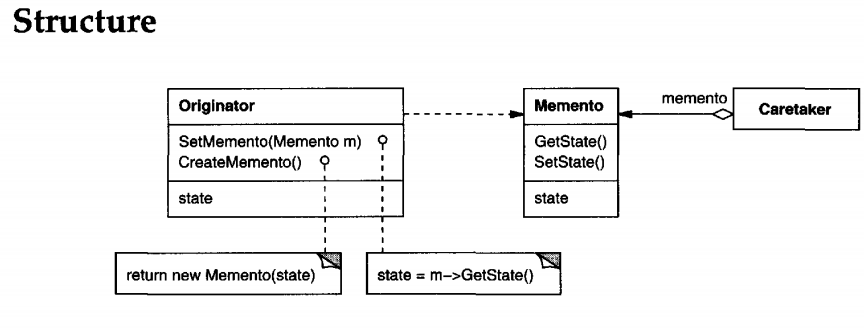 Structure
Originator
SetMemento(Memento m)
CreateMemento()
state
Memento
GetState()
SetState()
state
memento
Caretaker
return new Memento(state)
state = m->GetState()